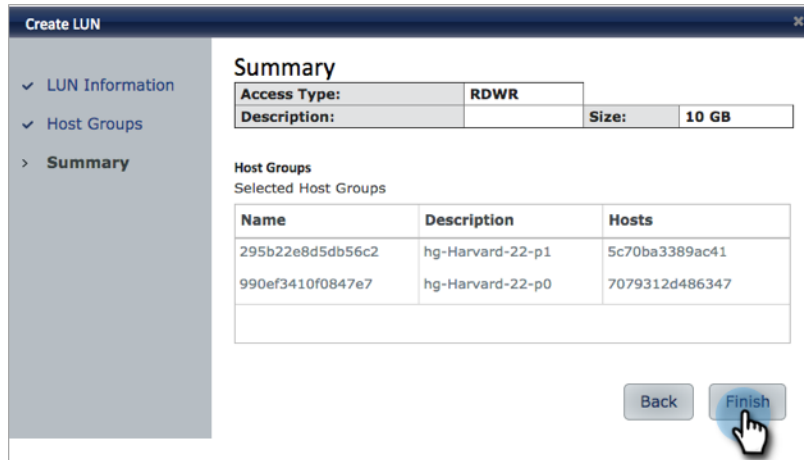 Create LUN
LUN Information
Host Groups
Summary
Summary
Access Type: RDWR
Description: Size: 10 GB
Host Groups
Selected Host Groups
Name Description Hosts
295b22e8d5db56c2 hg-Harvard-22-p1 5c70ba3389ac41
990ef3410f0847e7 hg-Harvard-22-p0 7079312d486347
Back Finish